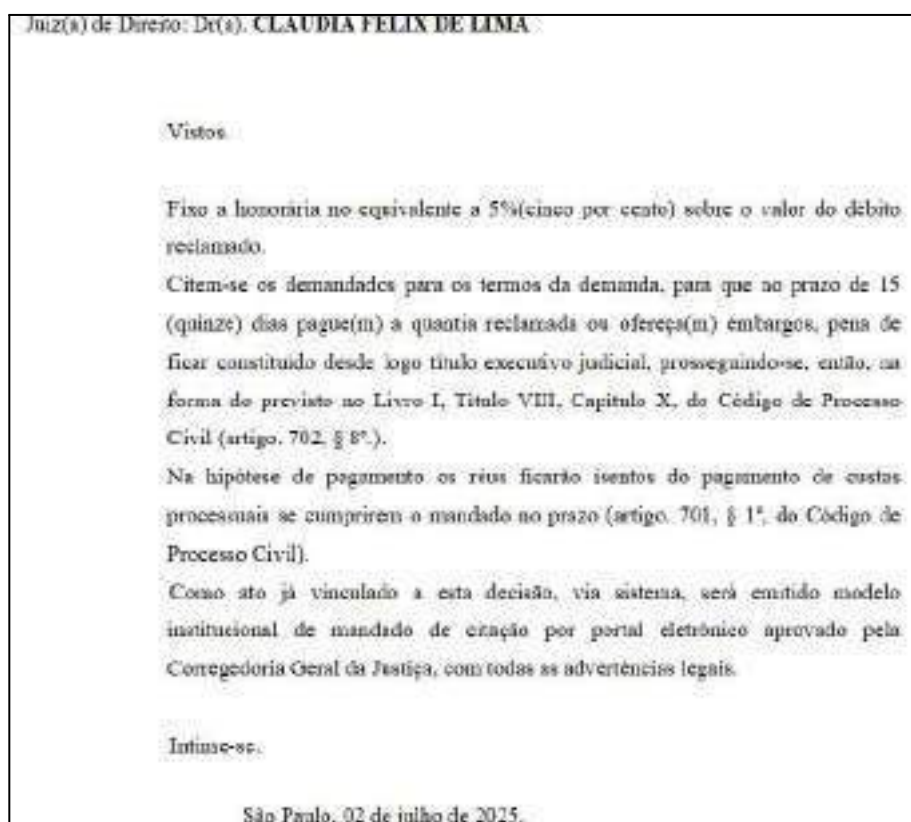 Juiz(a) de Direito: Dr(a). CLAUDIA FELIX DE LIMA
Vistos.
Fixo a honorária no equivalente a 5%(cinco por cento) sobre o valor do débito
reclamado.
Citem-se os demandados para os termos da demanda, para que no prazo de 15
(quinze) dias pague(m) a quantia reclamada ou ofereça(m) embargos, pena de
ficar constituído desde logo título executivo judicial, prosseguindo-se, então, na
forma do previsto no Livro I, Título VIII, Capítulo X, do Código de Processo
Civil (artigo. 702, § 8º.).
Na hipótese de pagamento os réus ficarão isentos do pagamento de custas
processuais se cumprirem o mandado no prazo (artigo. 701, § 1º, do Código de
Processo Civil).
Como ato já vinculado a esta decisão, via sistema, será emitido modelo
institucional de mandado de citação por portal eletrônico aprovado pela
Corregedoria Geral da Justiça, com todas as advertências legais.
Intime-se.
São Paulo, 02 de julho de 2025.